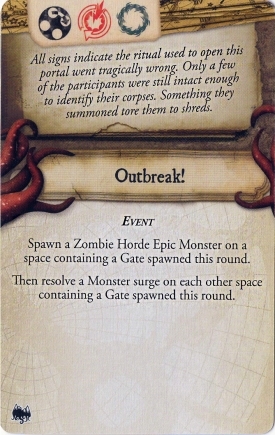 All signs indicate the ritual used to open this
portal went tragically wrong. Only a few
of the participants were still intact enough
to identify their corpses. Something they
summoned tore them to shreds.
Outbreak!
EVENT
Spawn a Zombie Horde Epic Monster on a
space containing a Gate spawned this round.
Then resolve a Monster surge on each other space
containing a Gate spawned this round.